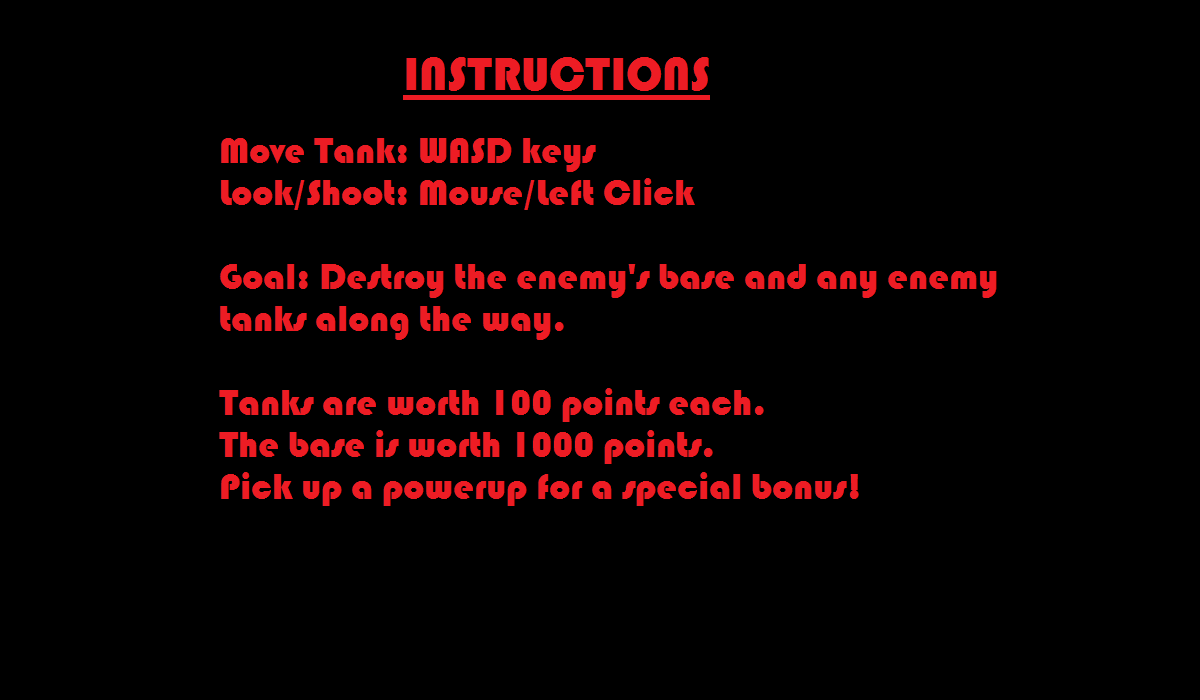 INSTRUCTIONS
Move Tank: WASD keys
Look/Shoot: Mouse/Left Click
Goal: Destroy the enemy's base and any enemy
tanks along the way.
Tanks are worth 100 points each.
The base is worth 1000 points.
Pick up a powerup for a special bonus!